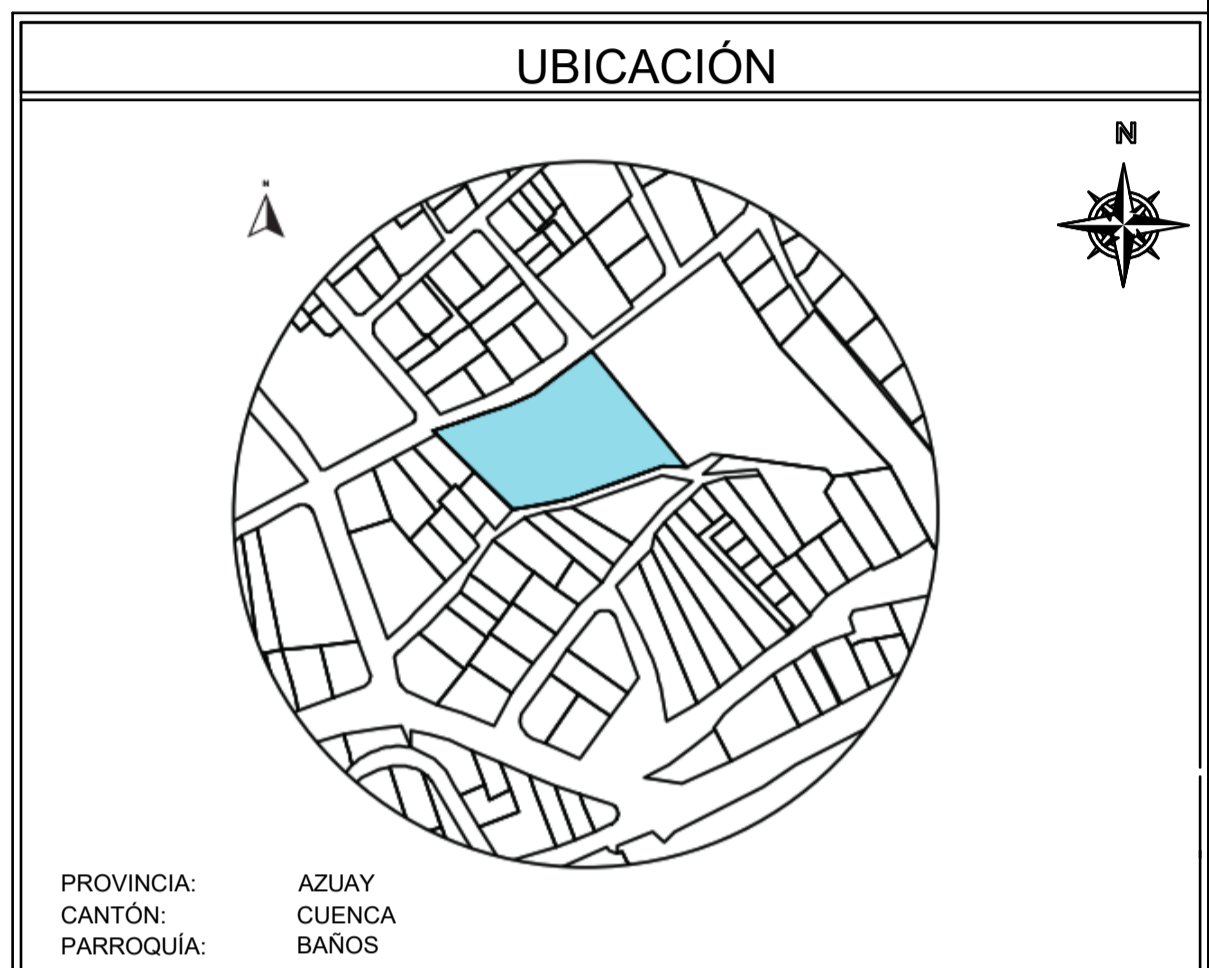 UBICACIÓN
N
N
PROVINCIA: AZUAY
CANTÓN: CUENCA
PARROQUÍA: BAÑOS